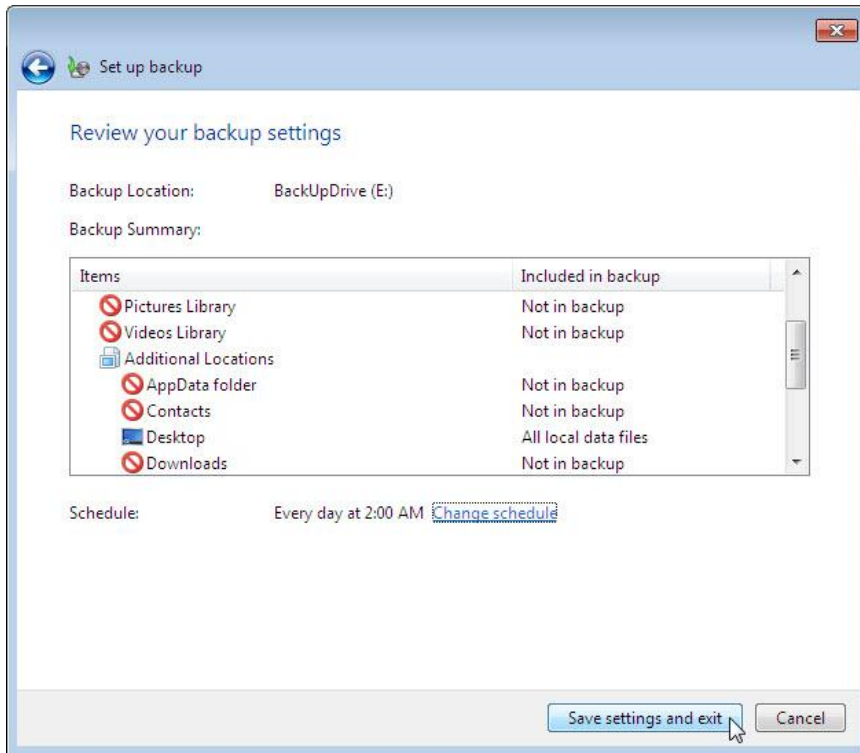 Set up backup
Review your backup settings
Backup Location: BackUpDrive (E:)
Backup Summary:
Items Included in backup
Pictures Library Not in backup
Videos Library Not in backup
Additional Locations
AppData folder Not in backup
Contacts Not in backup
Desktop All local data files
Downloads Not in backup
Schedule: Every day at 2:00 AM Change schedule
Save settings and exit Cancel